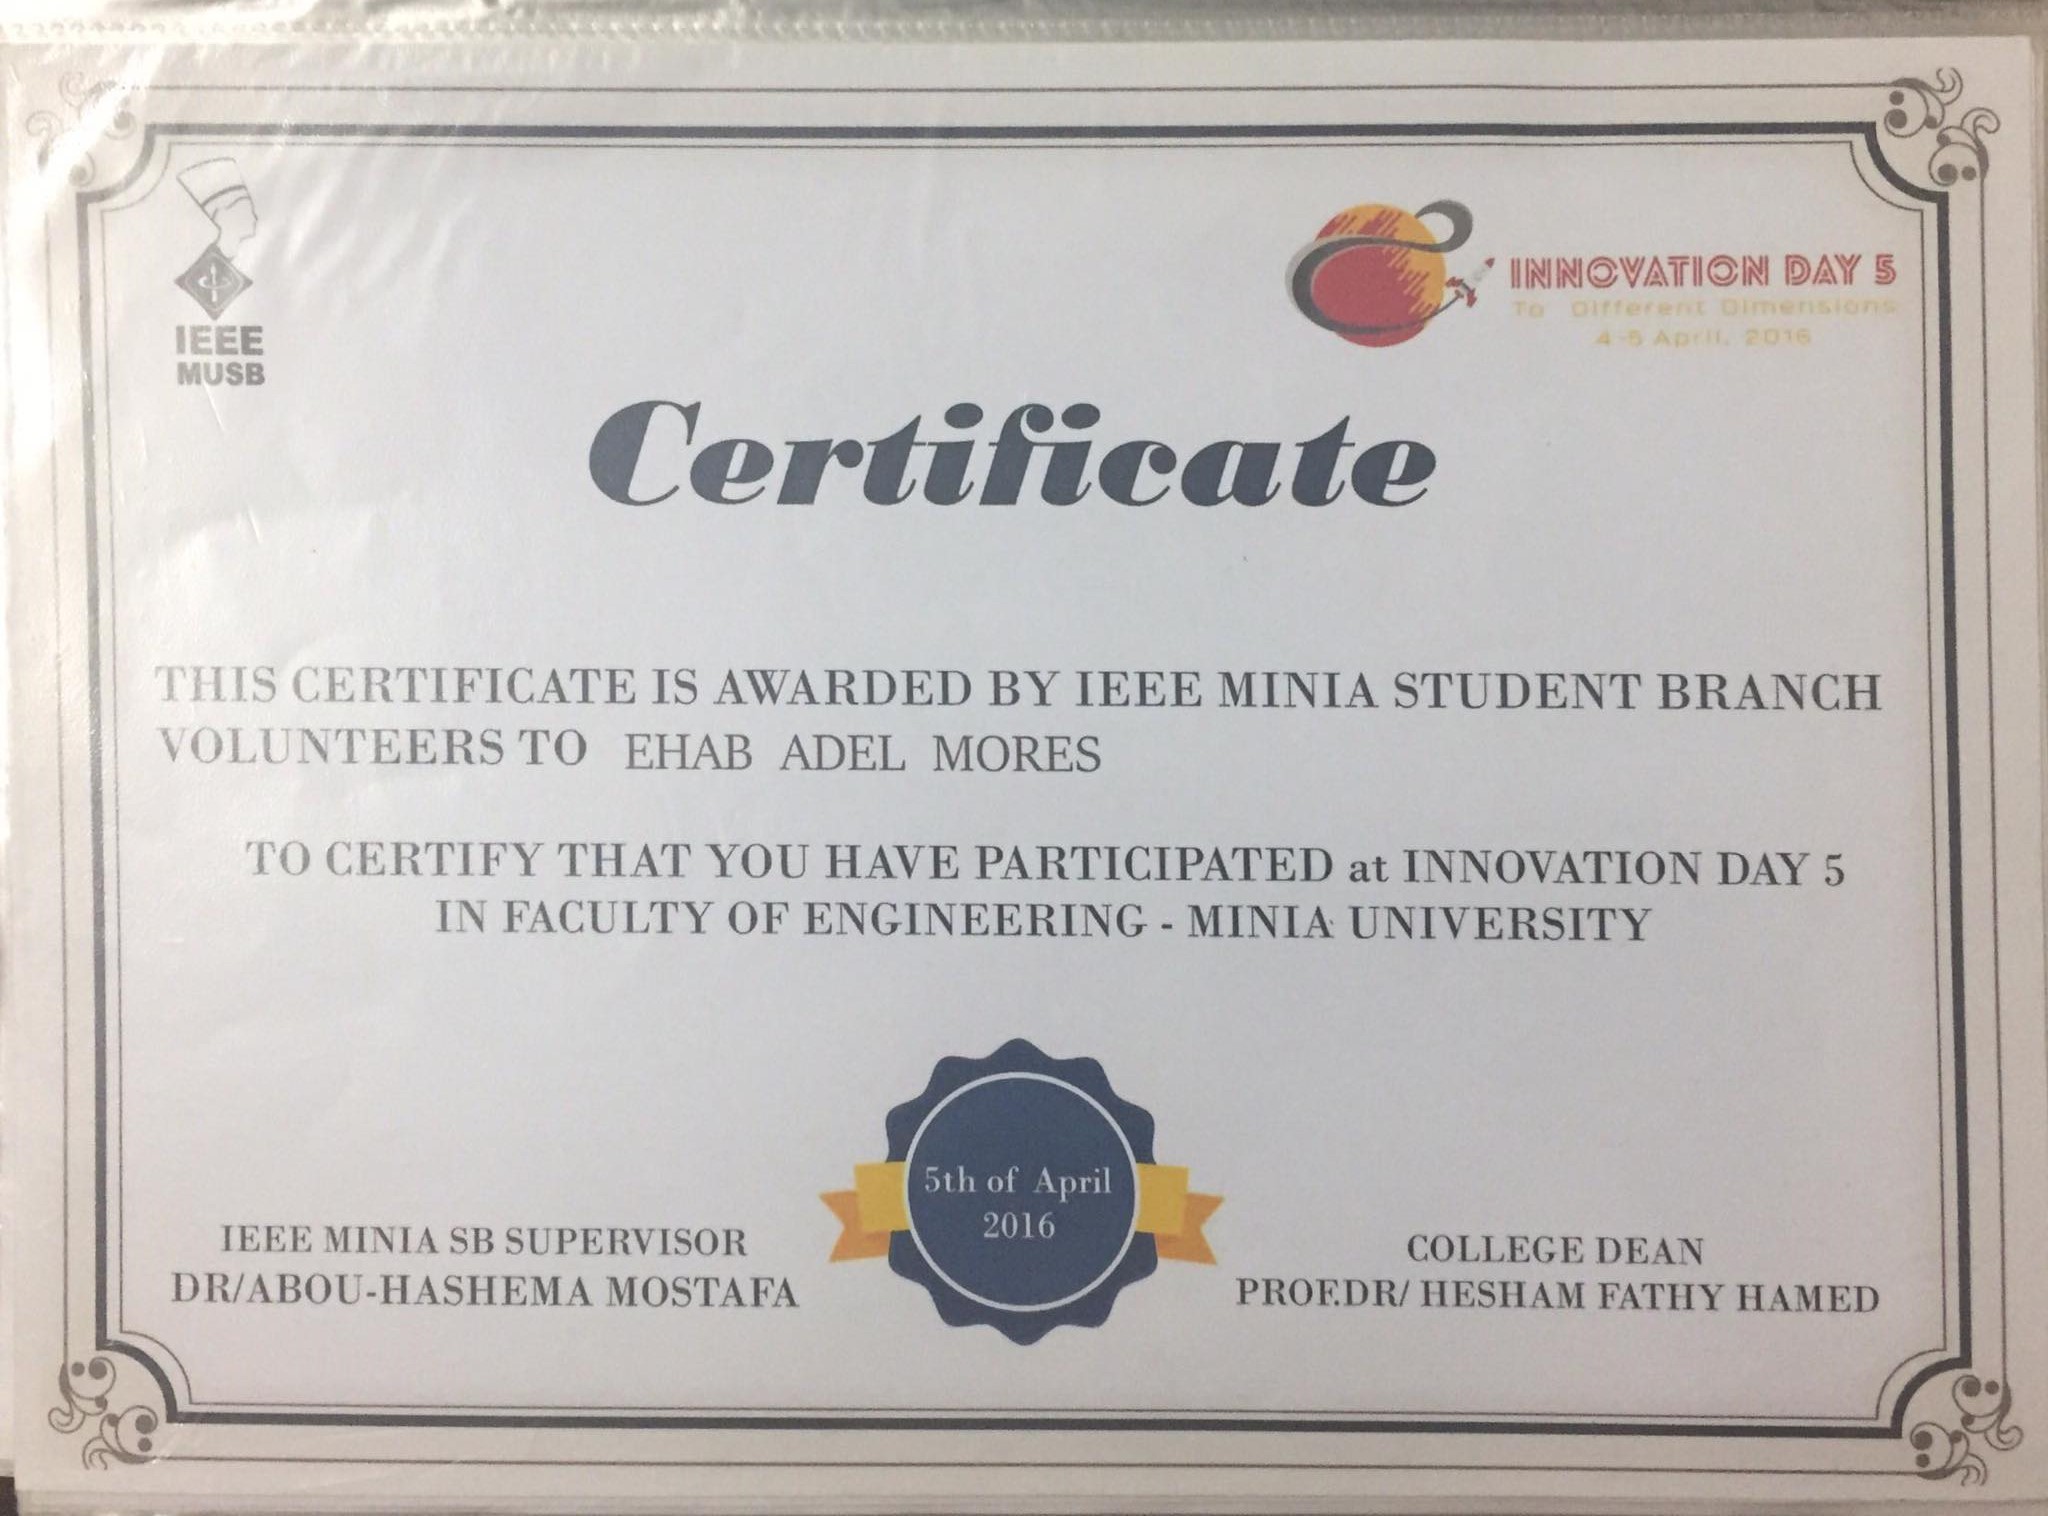 IEEE
MUSB
INNOVATION DAY 5
To Different Dimensions
4-5 April, 2016
Certificate
THIS CERTIFICATE IS AWARDED BY IEEE MINIA STUDENT BRANCH
VOLUNTEERS TO EHAB ADEL MORES
TO CERTIFY THAT YOU HAVE PARTICIPATED at INNOVATION DAY 5
IN FACULTY OF ENGINEERING - MINIA UNIVERSITY
5th of April
2016
IEEE MINIA SB SUPERVISOR
DR/ABOU-HASHEMA MOSTAFA
COLLEGE DEAN
PROF.DR/ HESHAM FATHY HAMED